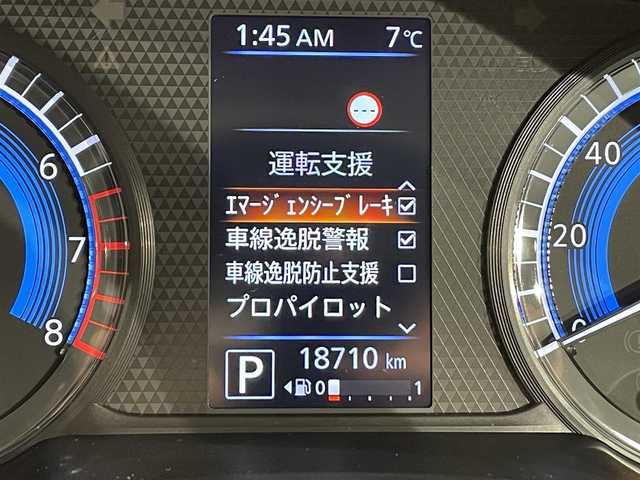 1:45 AM 7℃
---
運転支援
ｴﾏｰｼﾞｪﾝｼｰﾌﾞﾚｰｷ
車線逸脱警報
車線逸脱防止支援
プロパイロット
P 18710 km
0 1
6
7
8
40
20
0